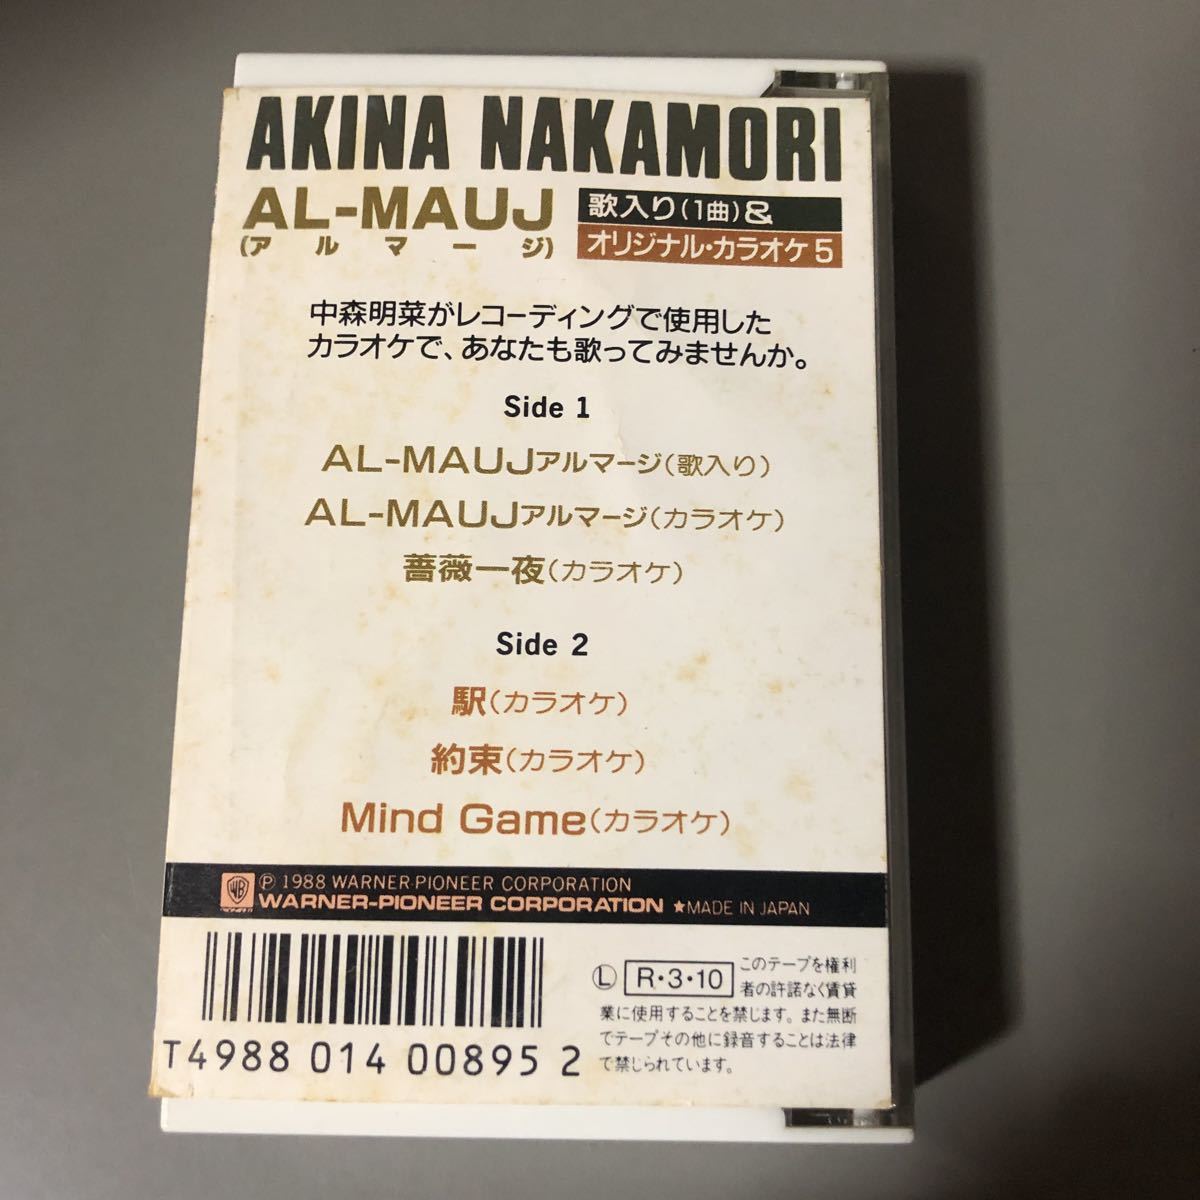 AKINA NAKAMORI
AL-MAUJ
(アルマージ)
歌入り(1曲)&
オリジナル・カラオケ5
中森明菜がレコーディングで使用した
カラオケで、あなたも歌ってみませんか。
Side 1
AL-MAUJアルマージ(歌入り)
AL-MAUJアルマージ(カラオケ)
薔薇一夜(カラオケ)
Side 2
駅(カラオケ)
約束(カラオケ)
Mind Game(カラオケ)
Ⓟ 1988 WARNER-PIONEER CORPORATION
WARNER-PIONEER CORPORATION ★MADE IN JAPAN
Ⓛ R・3・10 このテープを権利
者の許諾なく賃貸
業に使用することを禁じます。また無断
でテープその他に録音することは法律
で禁じられています。
T4988 014 00895 2